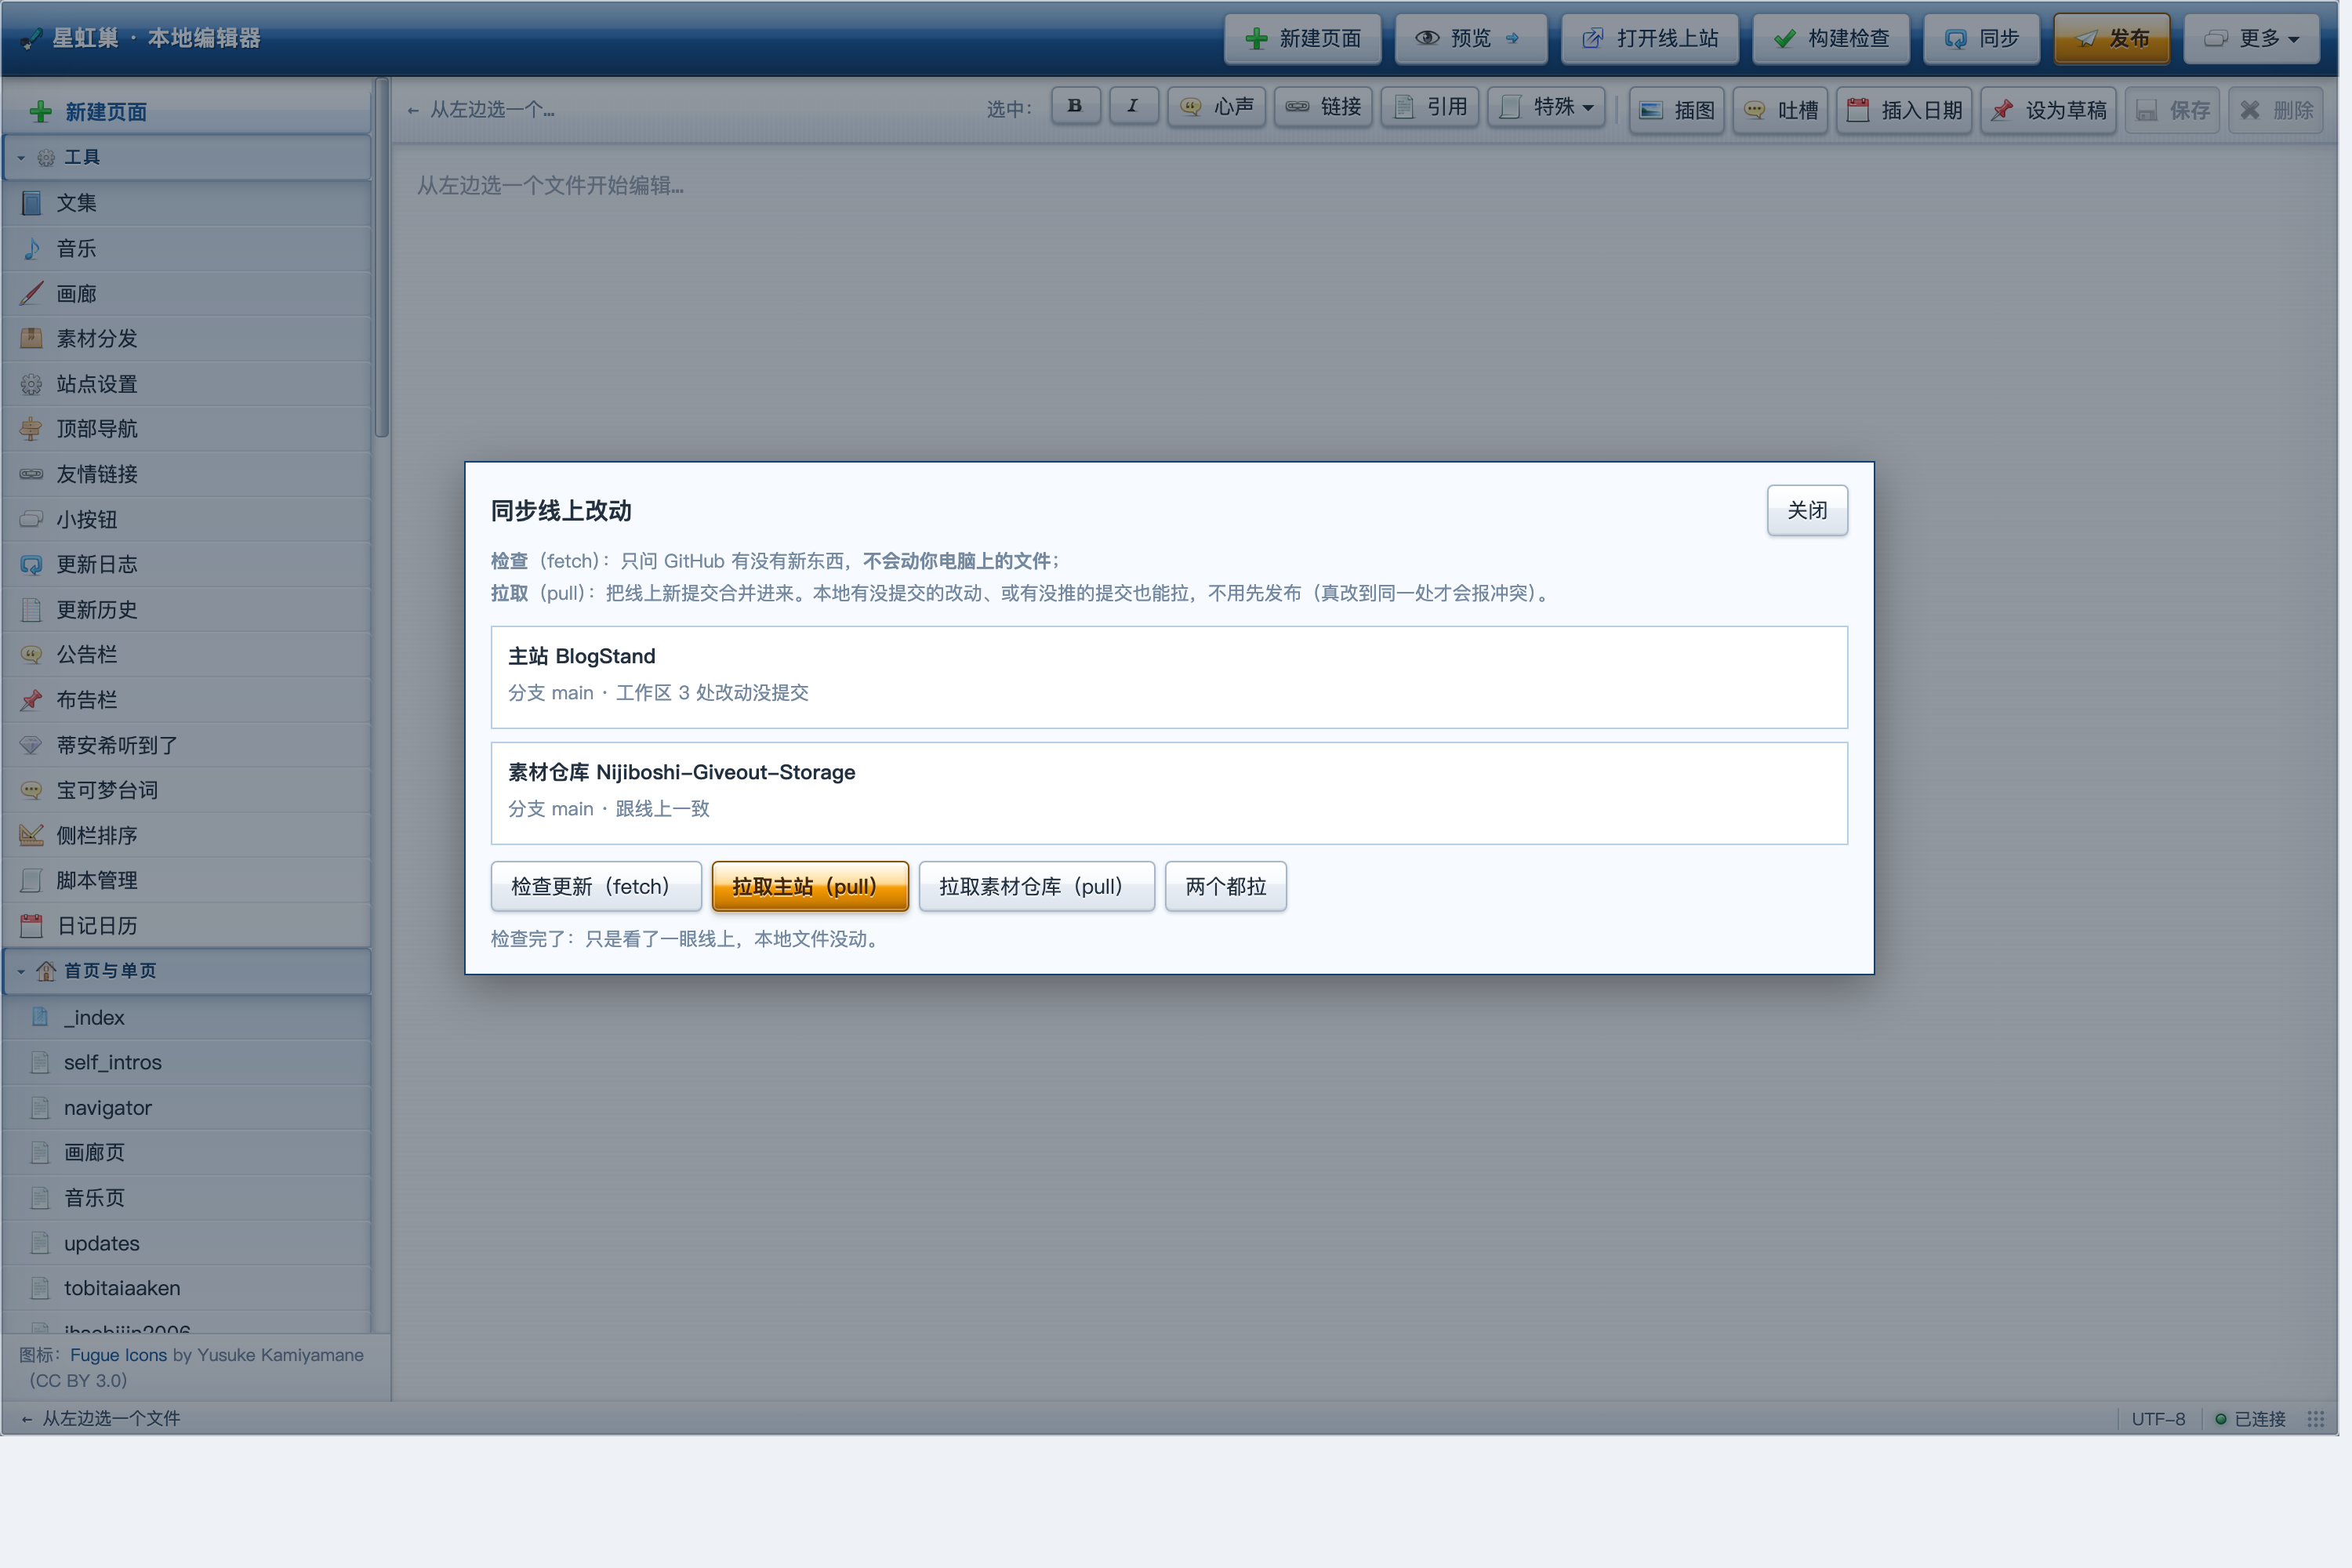 星虹巢 · 本地编辑器
新建页面
预览
打开线上站
构建检查
同步
发布
更多
新建页面
工具
文集
音乐
画廊
素材分发
站点设置
顶部导航
友情链接
小按钮
更新日志
更新历史
公告栏
布告栏
蒂安希听到了
宝可梦台词
侧栏排序
脚本管理
日记日历
首页与单页
_index
self_intros
navigator
画廊页
音乐页
updates
tobitaiaaken
图标：Fugue Icons by Yusuke Kamiyamane
（CC BY 3.0）
← 从左边选一个…
选中：
B
I
心声
链接
引用
特殊
插图
吐槽
插入日期
设为草稿
保存
删除
从左边选一个文件开始编辑…
同步线上改动
关闭
检查（fetch）：只问 GitHub 有没有新东西，不会动你电脑上的文件；
拉取（pull）：把线上新提交合并进来。本地有没提交的改动、或有没推的提交也能拉，不用先发布（真改到同一处才会报冲突）。
主站 BlogStand
分支 main · 工作区 3 处改动没提交
素材仓库 Nijiboshi-Giveout-Storage
分支 main · 跟线上一致
检查更新（fetch）
拉取主站（pull）
拉取素材仓库（pull）
两个都拉
检查完了：只是看了一眼线上，本地文件没动。
← 从左边选一个文件
UTF-8
已连接